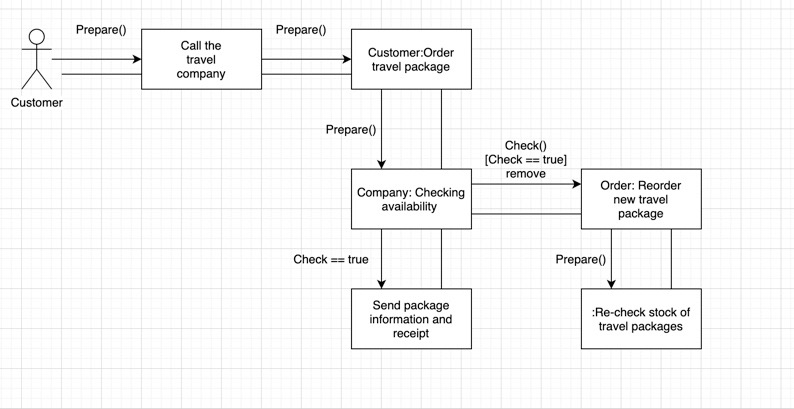 Prepare()
Prepare()
Call the
travel
company
Customer:Order
travel package
Customer
Prepare()
Check()
[Check == true]
remove
Company: Checking
availability
Order: Reorder
new travel
package
Check == true
Prepare()
Send package
information and
receipt
:Re-check stock of
travel packages